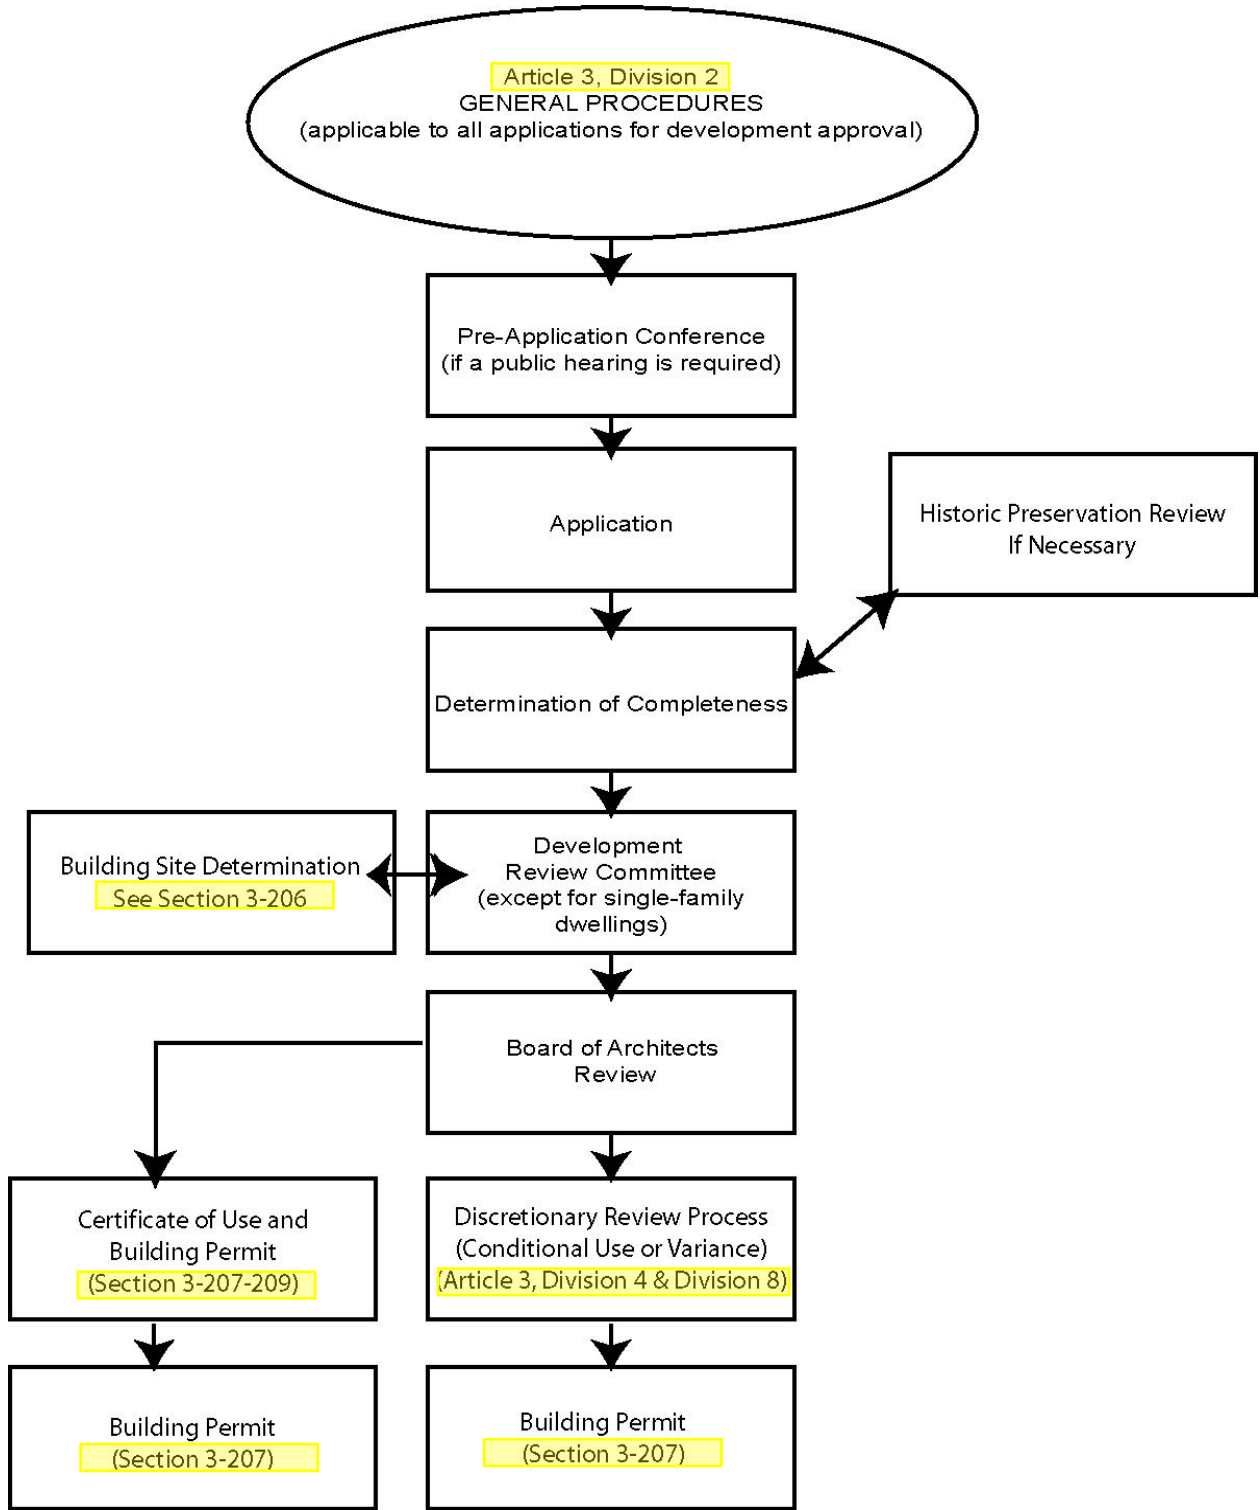 Article 3, Division 2
GENERAL PROCEDURES
(applicable to all applications for development approval)
Pre-Application Conference
(if a public hearing is required)
Application
Historic Preservation Review
If Necessary
Determination of Completeness
Building Site Determination
See Section 3-206
Development
Review Committee
(except for single-family
dwellings)
Board of Architects
Review
Certificate of Use and
Building Permit
(Section 3-207-209)
Discretionary Review Process
(Conditional Use or Variance)
(Article 3, Division 4 & Division 8)
Building Permit
(Section 3-207)
Building Permit
(Section 3-207)